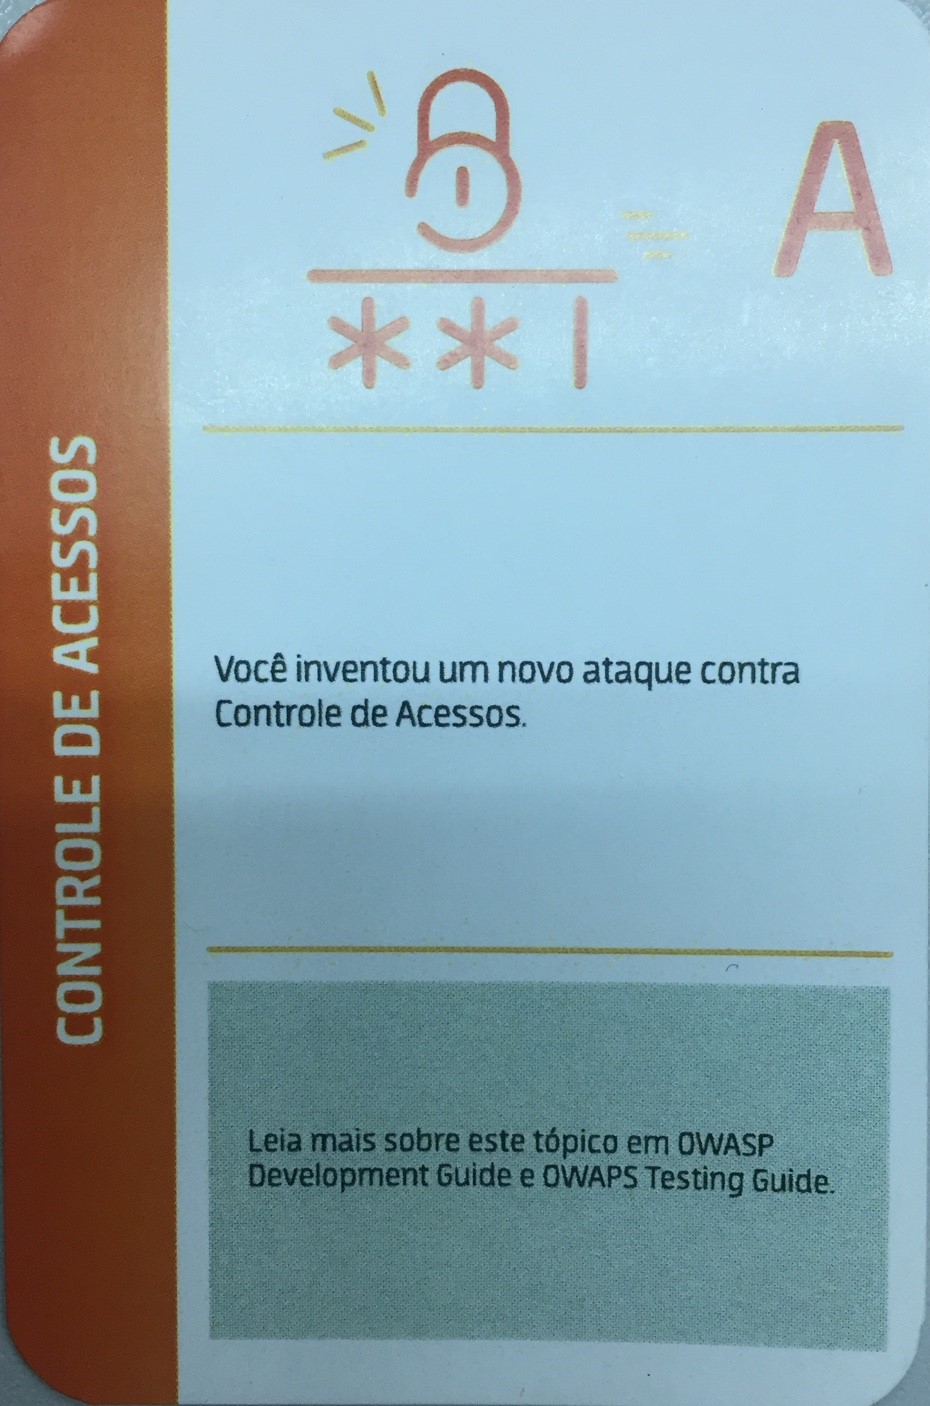 A
**|
CONTROLE DE ACESSOS
Você inventou um novo ataque contra
Controle de Acessos.
Leia mais sobre este tópico em OWASP
Development Guide e OWAPS Testing Guide.